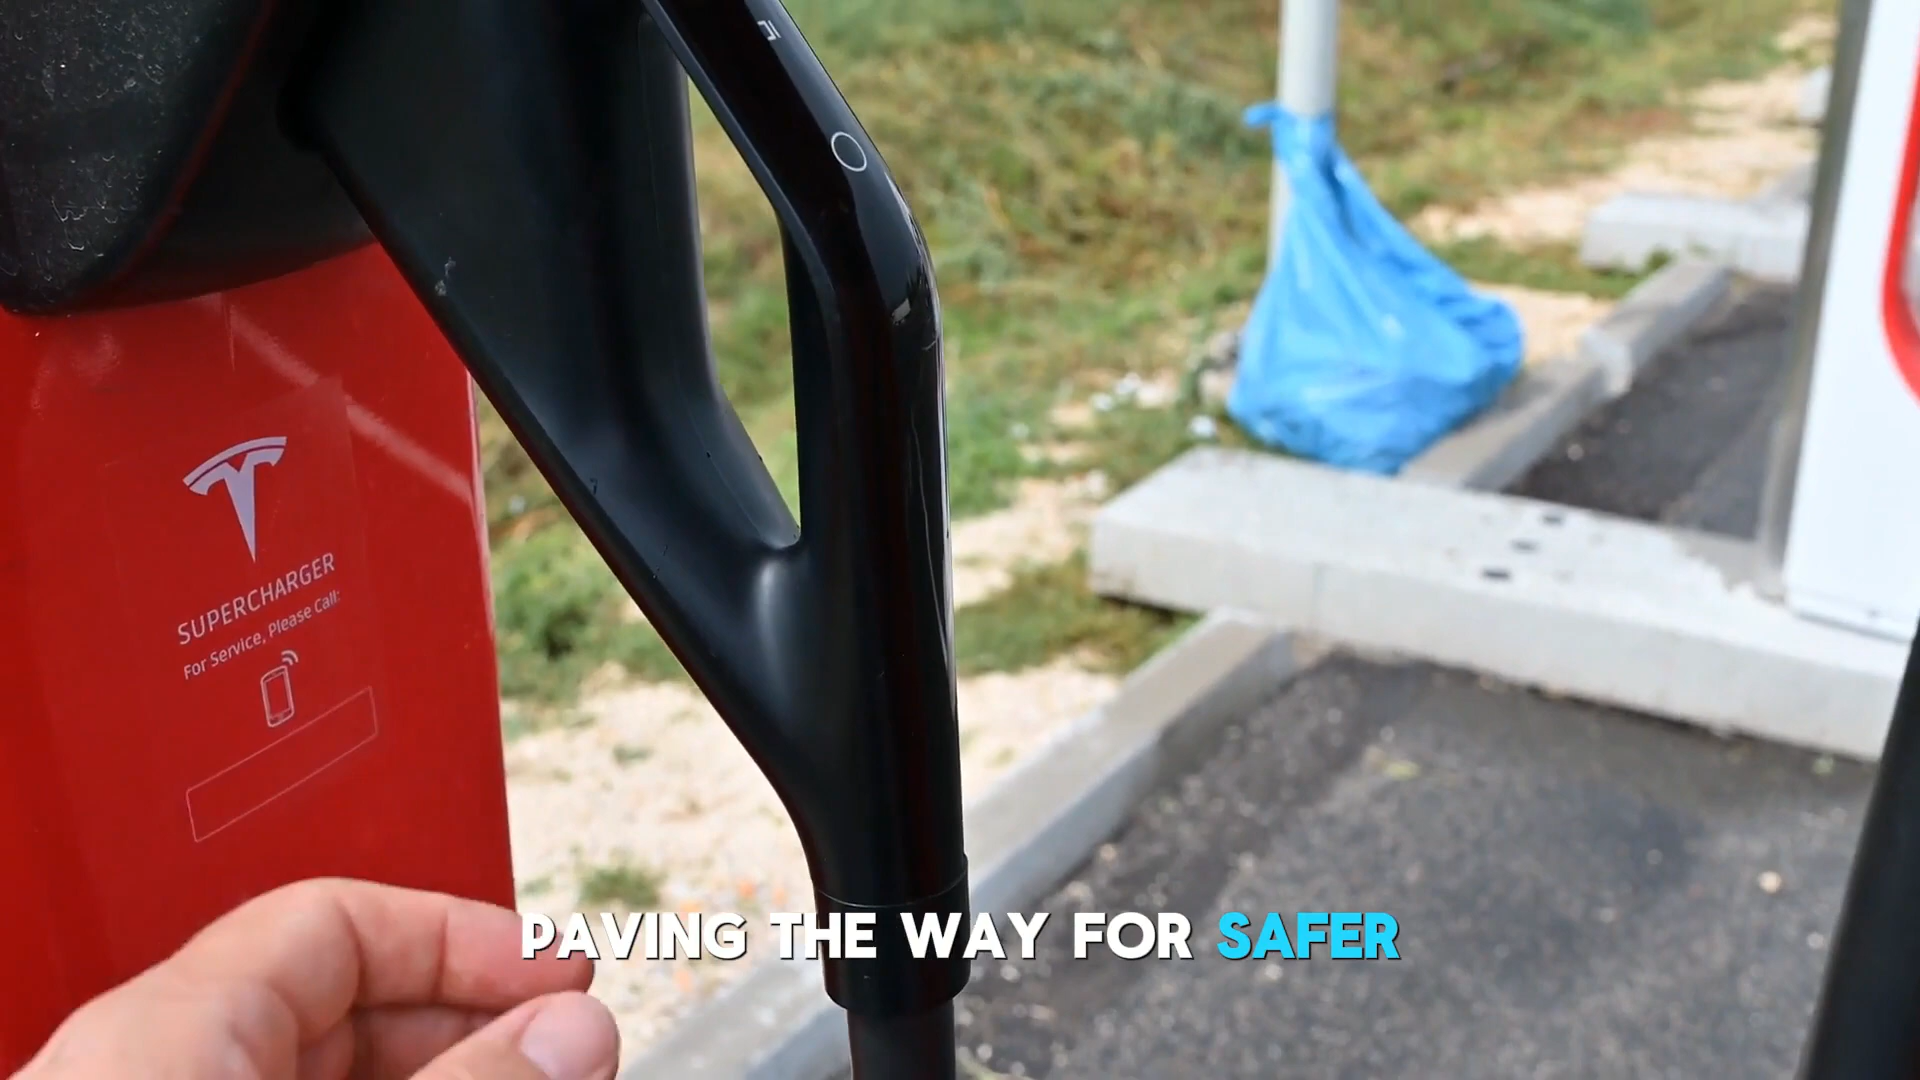 SUPERCHARGER
For Service, Please Call:
PAVING THE WAY FOR SAFER